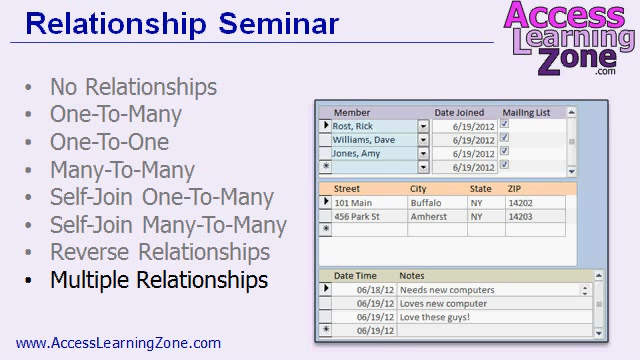 Relationship Seminar
Access
Learning
Zone
.com
• No Relationships
• One-To-Many
• One-To-One
• Many-To-Many
• Self-Join One-To-Many
• Self-Join Many-To-Many
• Reverse Relationships
• Multiple Relationships
Member Date Joined Mailing List
Rost, Rick 6/19/2012
Williams, Dave 6/19/2012
Jones, Amy 6/19/2012
6/19/2012
Street City State ZIP
101 Main Buffalo NY 14202
456 Park St Amherst NY 14203
Date Time Notes
06/18/12 Needs new computers
06/19/12 Loves new computer
06/19/12 Love these guys!
06/19/12
www.AccessLearningZone.com